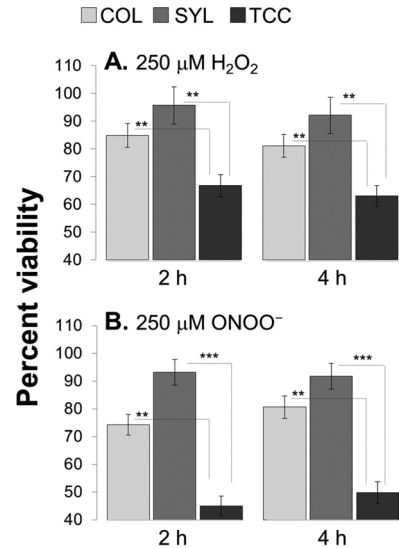 COL SYL TCC
Percent viability
A. 250 μM H₂O₂
110
100
90
80
70
60
50
40
** ** ** **
2 h 4 h
B. 250 μM ONOO⁻
110
100
90
80
70
60
50
40
** *** ** ***
2 h 4 h